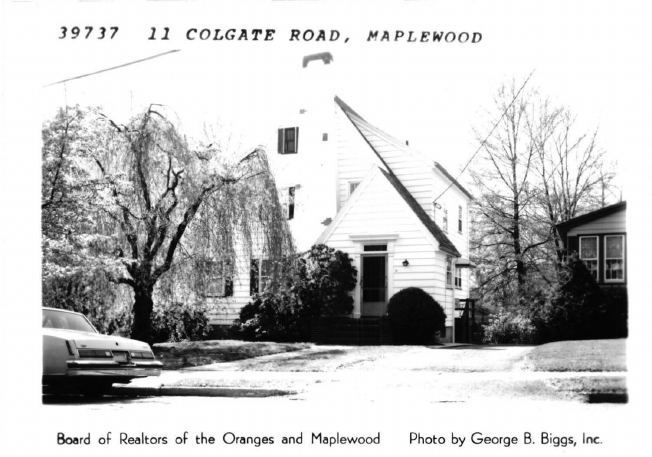 39737 11 COLGATE ROAD, MAPLEWOOD
Board of Realtors of the Oranges and Maplewood Photo by George B. Biggs, Inc.